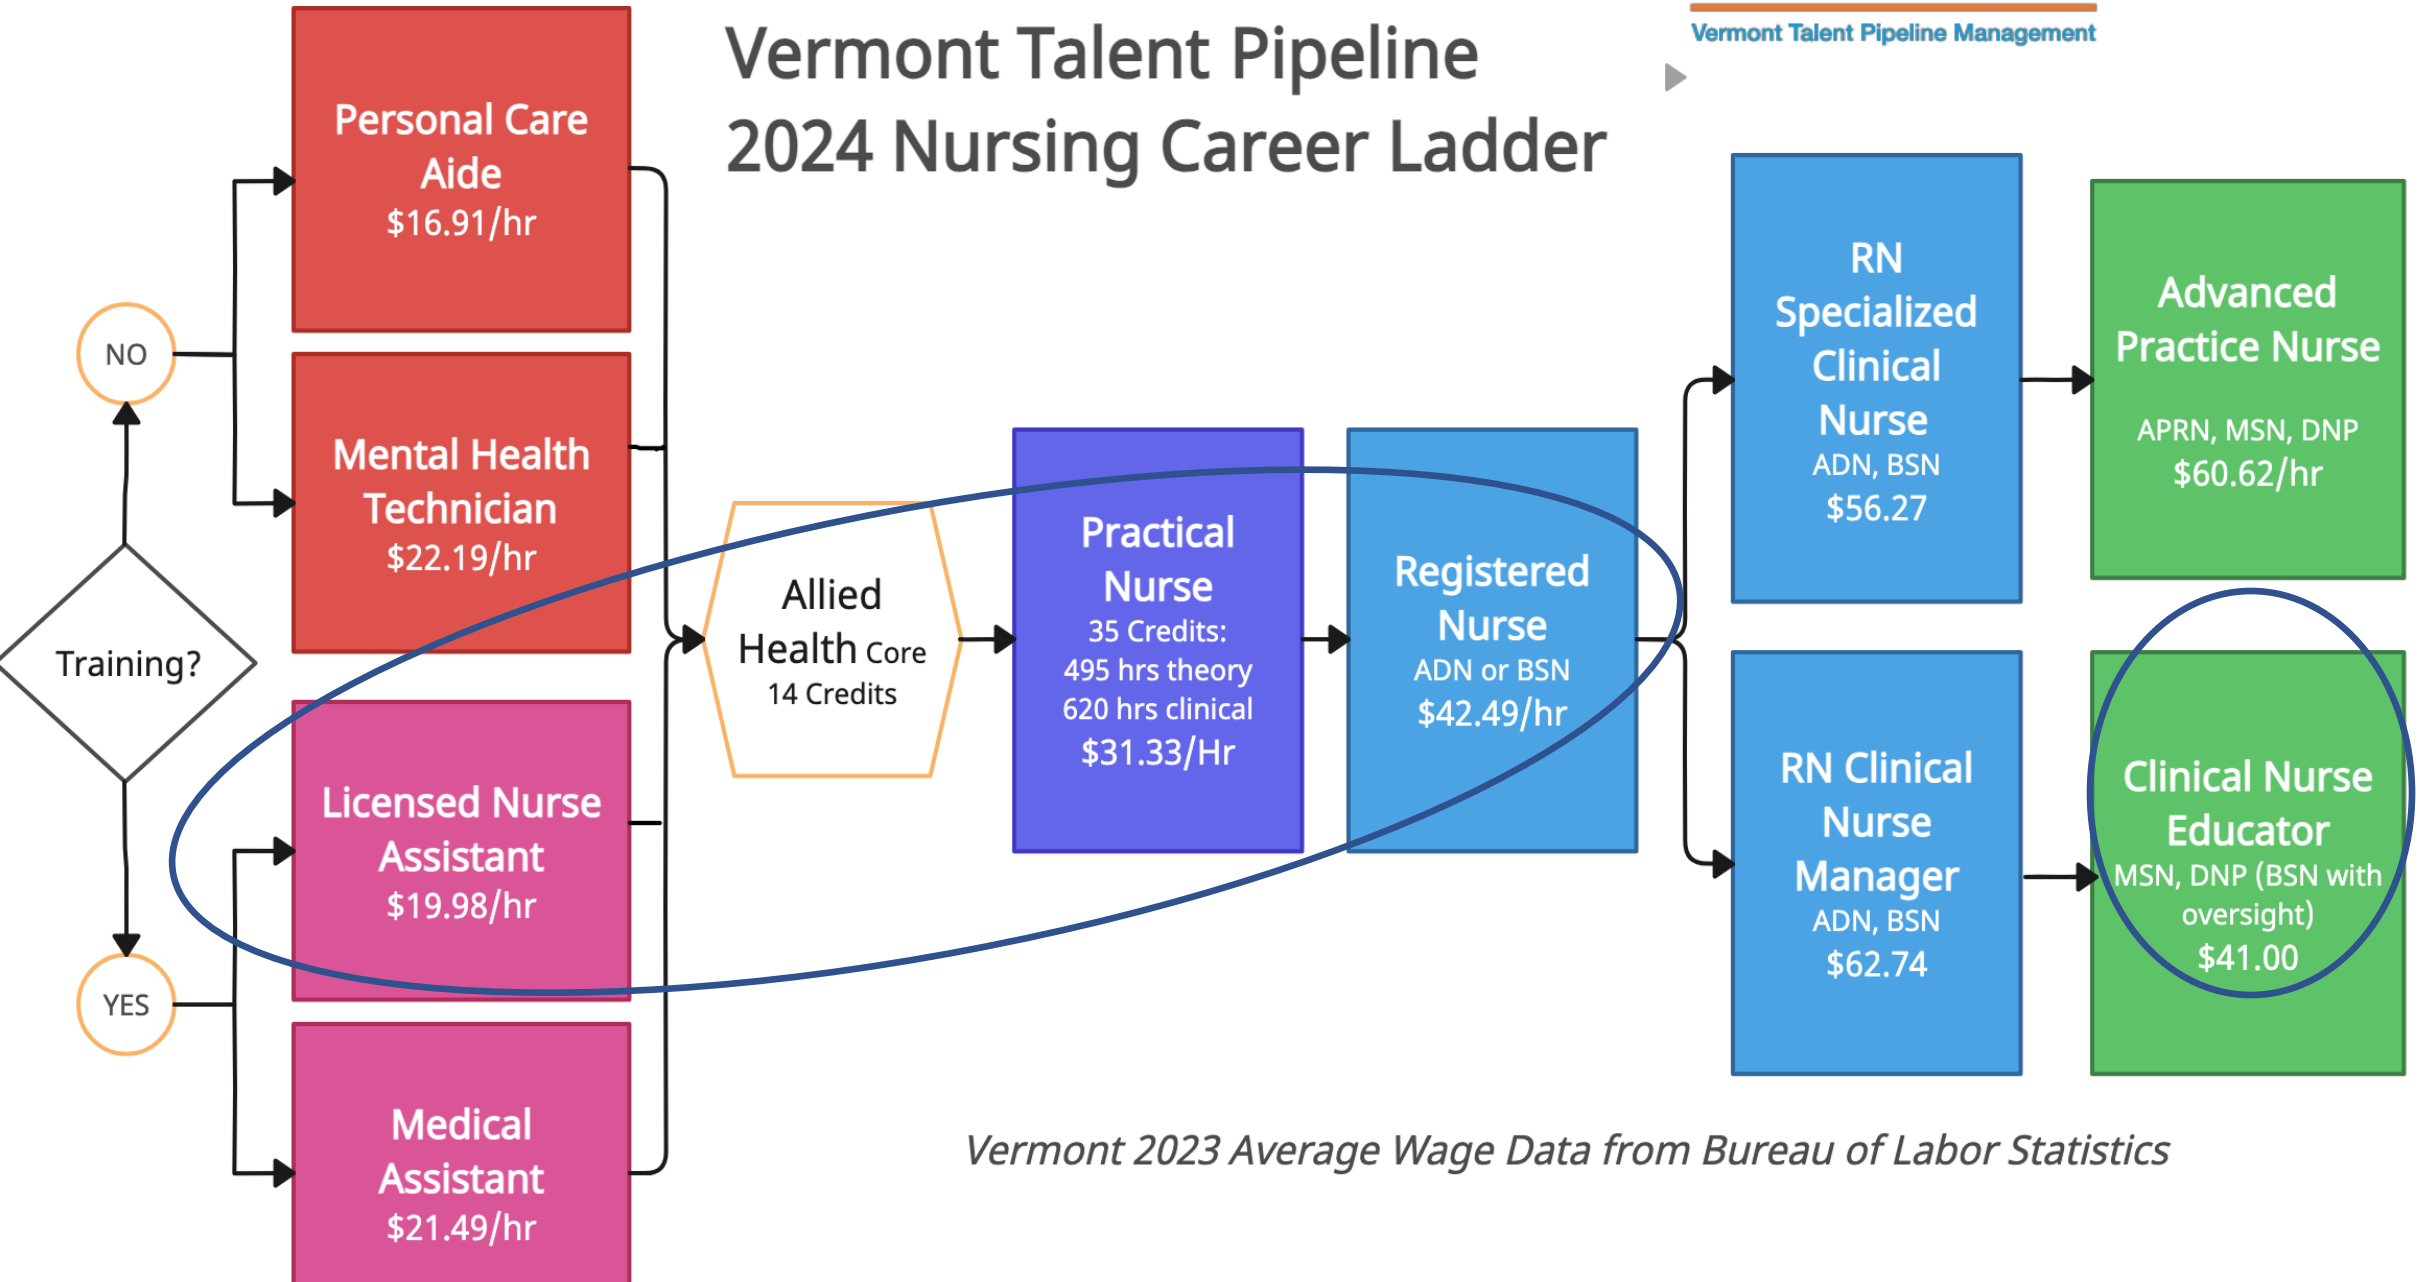 Vermont Talent Pipeline
2024 Nursing Career Ladder
Vermont Talent Pipeline Management
Training?
NO
YES
Personal Care
Aide
$16.91/hr
Mental Health
Technician
$22.19/hr
Licensed Nurse
Assistant
$19.98/hr
Medical
Assistant
$21.49/hr
Allied
Health Core
14 Credits
Practical
Nurse
35 Credits:
495 hrs theory
620 hrs clinical
$31.33/Hr
Registered
Nurse
ADN or BSN
$42.49/hr
RN
Specialized
Clinical
Nurse
ADN, BSN
$56.27
Advanced
Practice Nurse
APRN, MSN, DNP
$60.62/hr
RN Clinical
Nurse
Manager
ADN, BSN
$62.74
Clinical Nurse
Educator
MSN, DNP (BSN with
oversight)
$41.00
Vermont 2023 Average Wage Data from Bureau of Labor Statistics